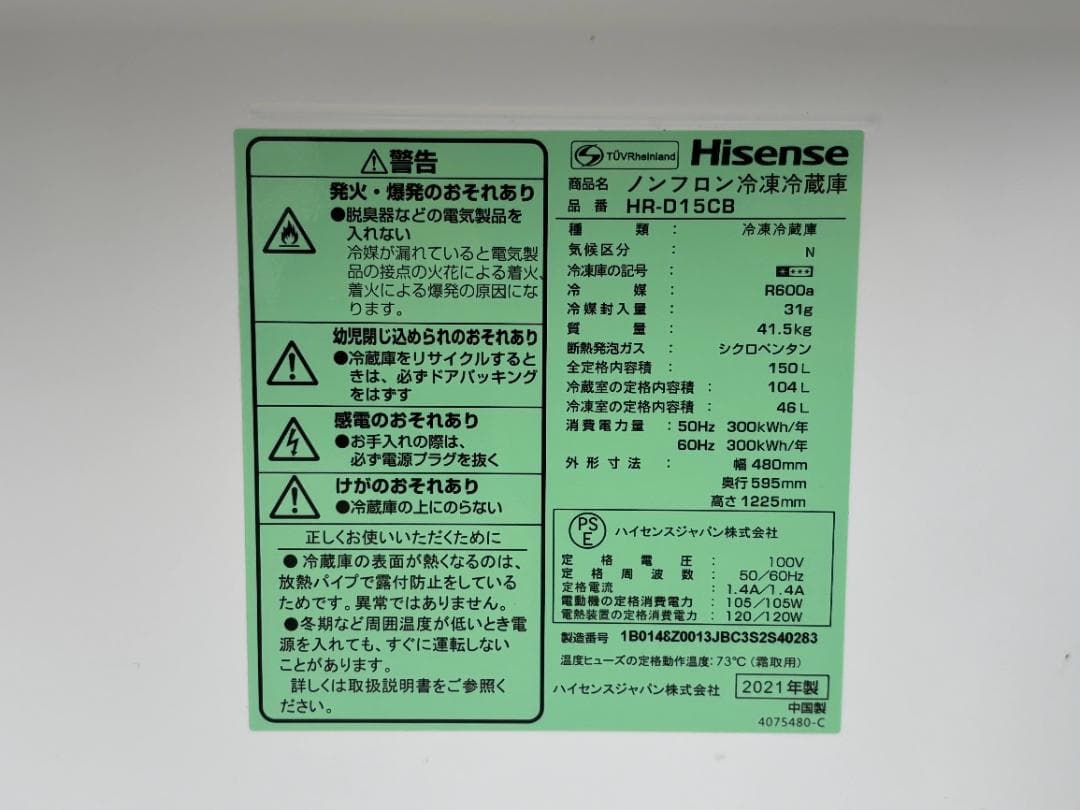 ⚠警告
発火・爆発のおそれあり
●脱臭器などの電気製品を
入れない
冷媒が漏れていると電気製
品の接点の火花による着火、
着火による爆発の原因にな
ります。
幼児閉じ込められのおそれあり
●冷蔵庫をリサイクルすると
きは、必ずドアパッキング
をはずす
感電のおそれあり
●お手入れの際は、
必ず電源プラグを抜く
けがのおそれあり
●冷蔵庫の上にのらない
正しくお使いいただくために
●冷蔵庫の表面が熱くなるのは、
放熱パイプで露付防止をしている
ためです。異常ではありません。
●冬期など周囲温度が低いとき電
源を入れても、すぐに運転しない
ことがあります。
詳しくは取扱説明書をご参照く
ださい。
TÜVRheinland Hisense
商品名 ノンフロン冷凍冷蔵庫
品番 HR-D15CB
種類 : 冷凍冷蔵庫
気候区分 : N
冷凍庫の記号 :
冷媒 : R600a
冷媒封入量 : 31g
質量 : 41.5kg
断熱発泡ガス : シクロペンタン
全定格内容積 : 150L
冷蔵室の定格内容積 : 104L
冷凍室の定格内容積 : 46L
消費電力量 : 50Hz 300kWh/年
60Hz 300kWh/年
外形寸法 : 幅 480mm
奥行 595mm
高さ 1225mm
PSE ハイセンスジャパン株式会社
定格電圧 : 100V
定格周波数 : 50/60Hz
定格電流 : 1.4A/1.4A
電動機の定格消費電力 : 105/105W
電熱装置の定格消費電力 : 120/120W
製造番号 1B0148Z0013JBC3S2S40283
温度ヒューズの定格動作温度:73℃(霜取用)
ハイセンスジャパン株式会社 2021年製
中国製
4075480-C